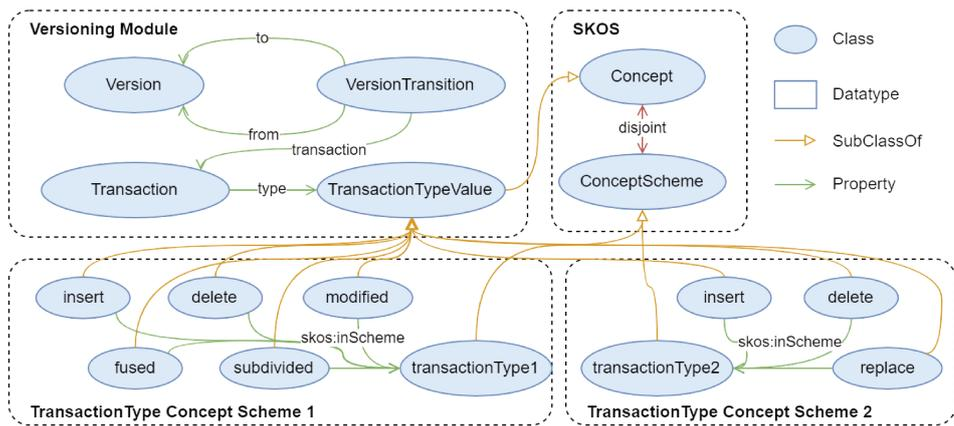 Versioning Module
SKOS
to
Version
VersionTransition
Concept
Class
Datatype
from
disjoint
transaction
SubClassOf
Transaction
type
TransactionTypeValue
ConceptScheme
Property
insert
delete
modified
insert
delete
skos:inScheme
skos:inScheme
fused
subdivided
transactionType1
transactionType2
replace
TransactionType Concept Scheme 1
TransactionType Concept Scheme 2